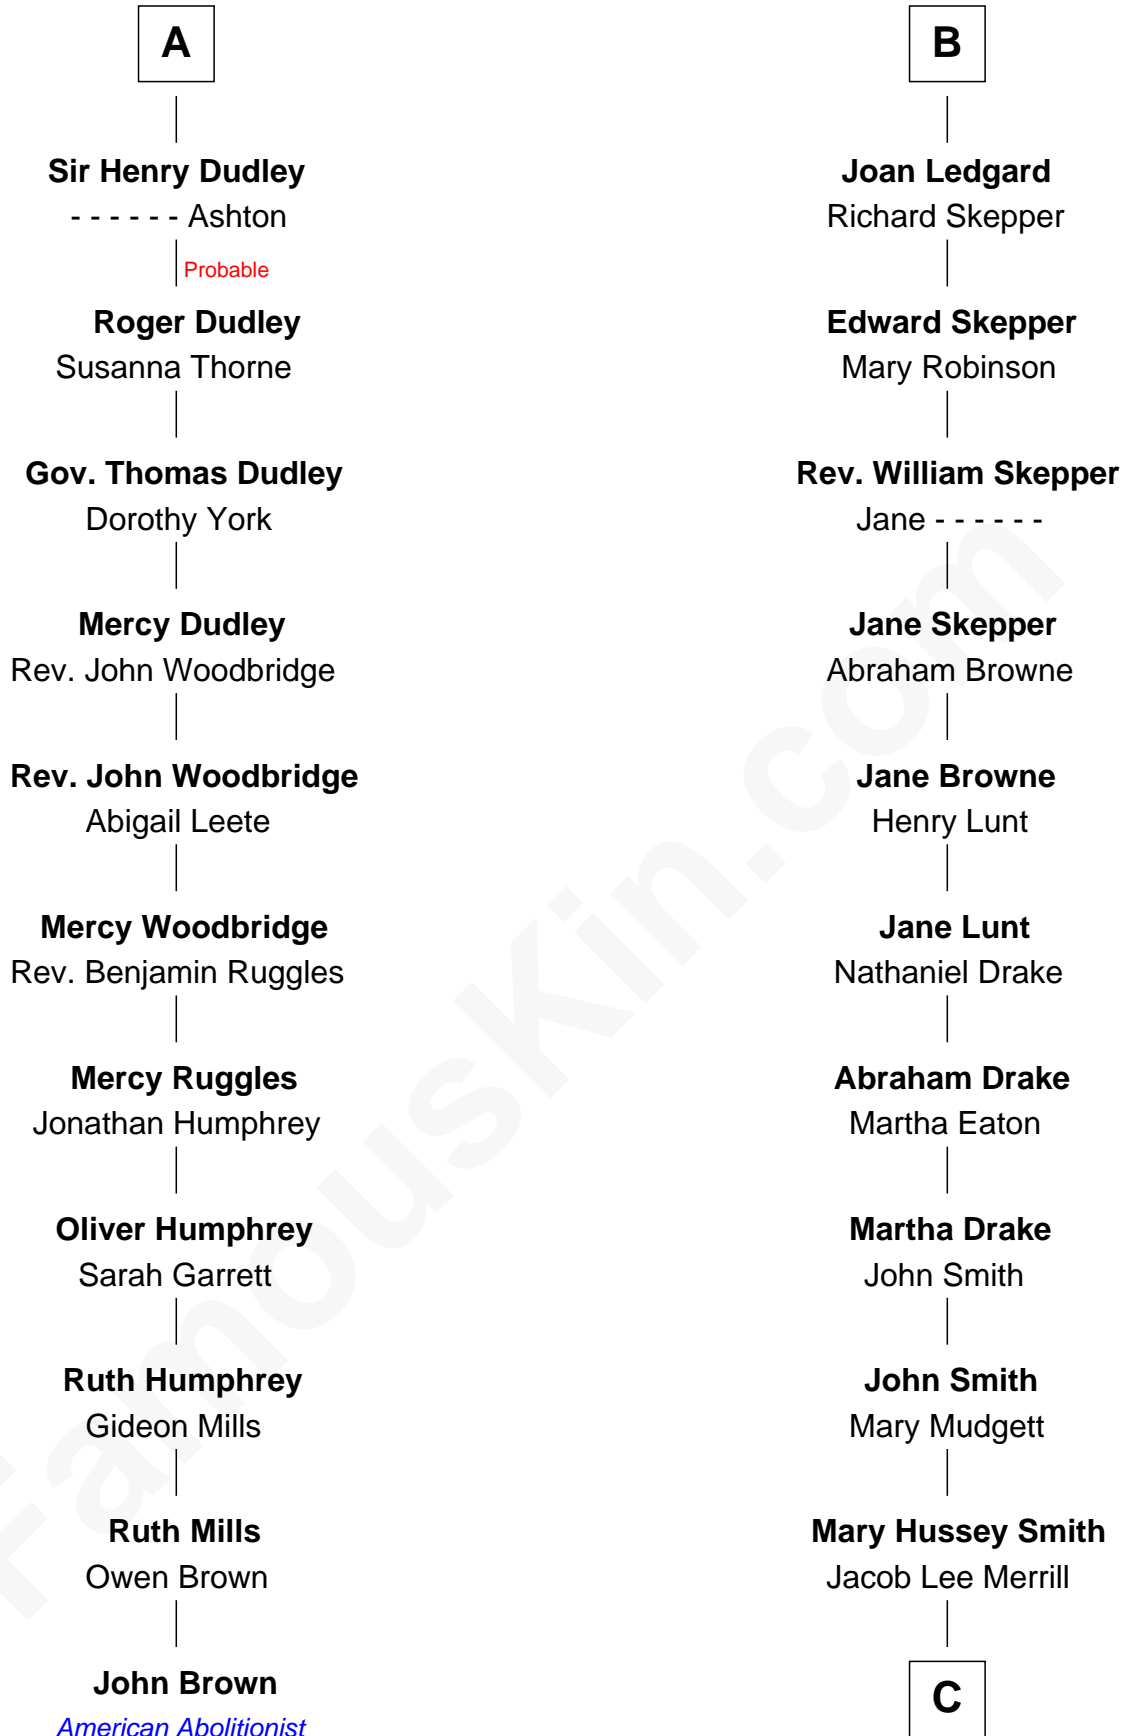 A
Sir Henry Dudley
- - - - - - Ashton
Probable
Roger Dudley
Susanna Thorne
Gov. Thomas Dudley
Dorothy York
Mercy Dudley
Rev. John Woodbridge
Rev. John Woodbridge
Abigail Leete
Mercy Woodbridge
Rev. Benjamin Ruggles
Mercy Ruggles
Jonathan Humphrey
Oliver Humphrey
Sarah Garrett
Ruth Humphrey
Gideon Mills
Ruth Mills
Owen Brown
John Brown
American Abolitionist
B
Joan Ledgard
Richard Skepper
Edward Skepper
Mary Robinson
Rev. William Skepper
Jane - - - - - -
Jane Skepper
Abraham Browne
Jane Browne
Henry Lunt
Jane Lunt
Nathaniel Drake
Abraham Drake
Martha Eaton
Martha Drake
John Smith
John Smith
Mary Mudgett
Mary Hussey Smith
Jacob Lee Merrill
C
FamousKin.com